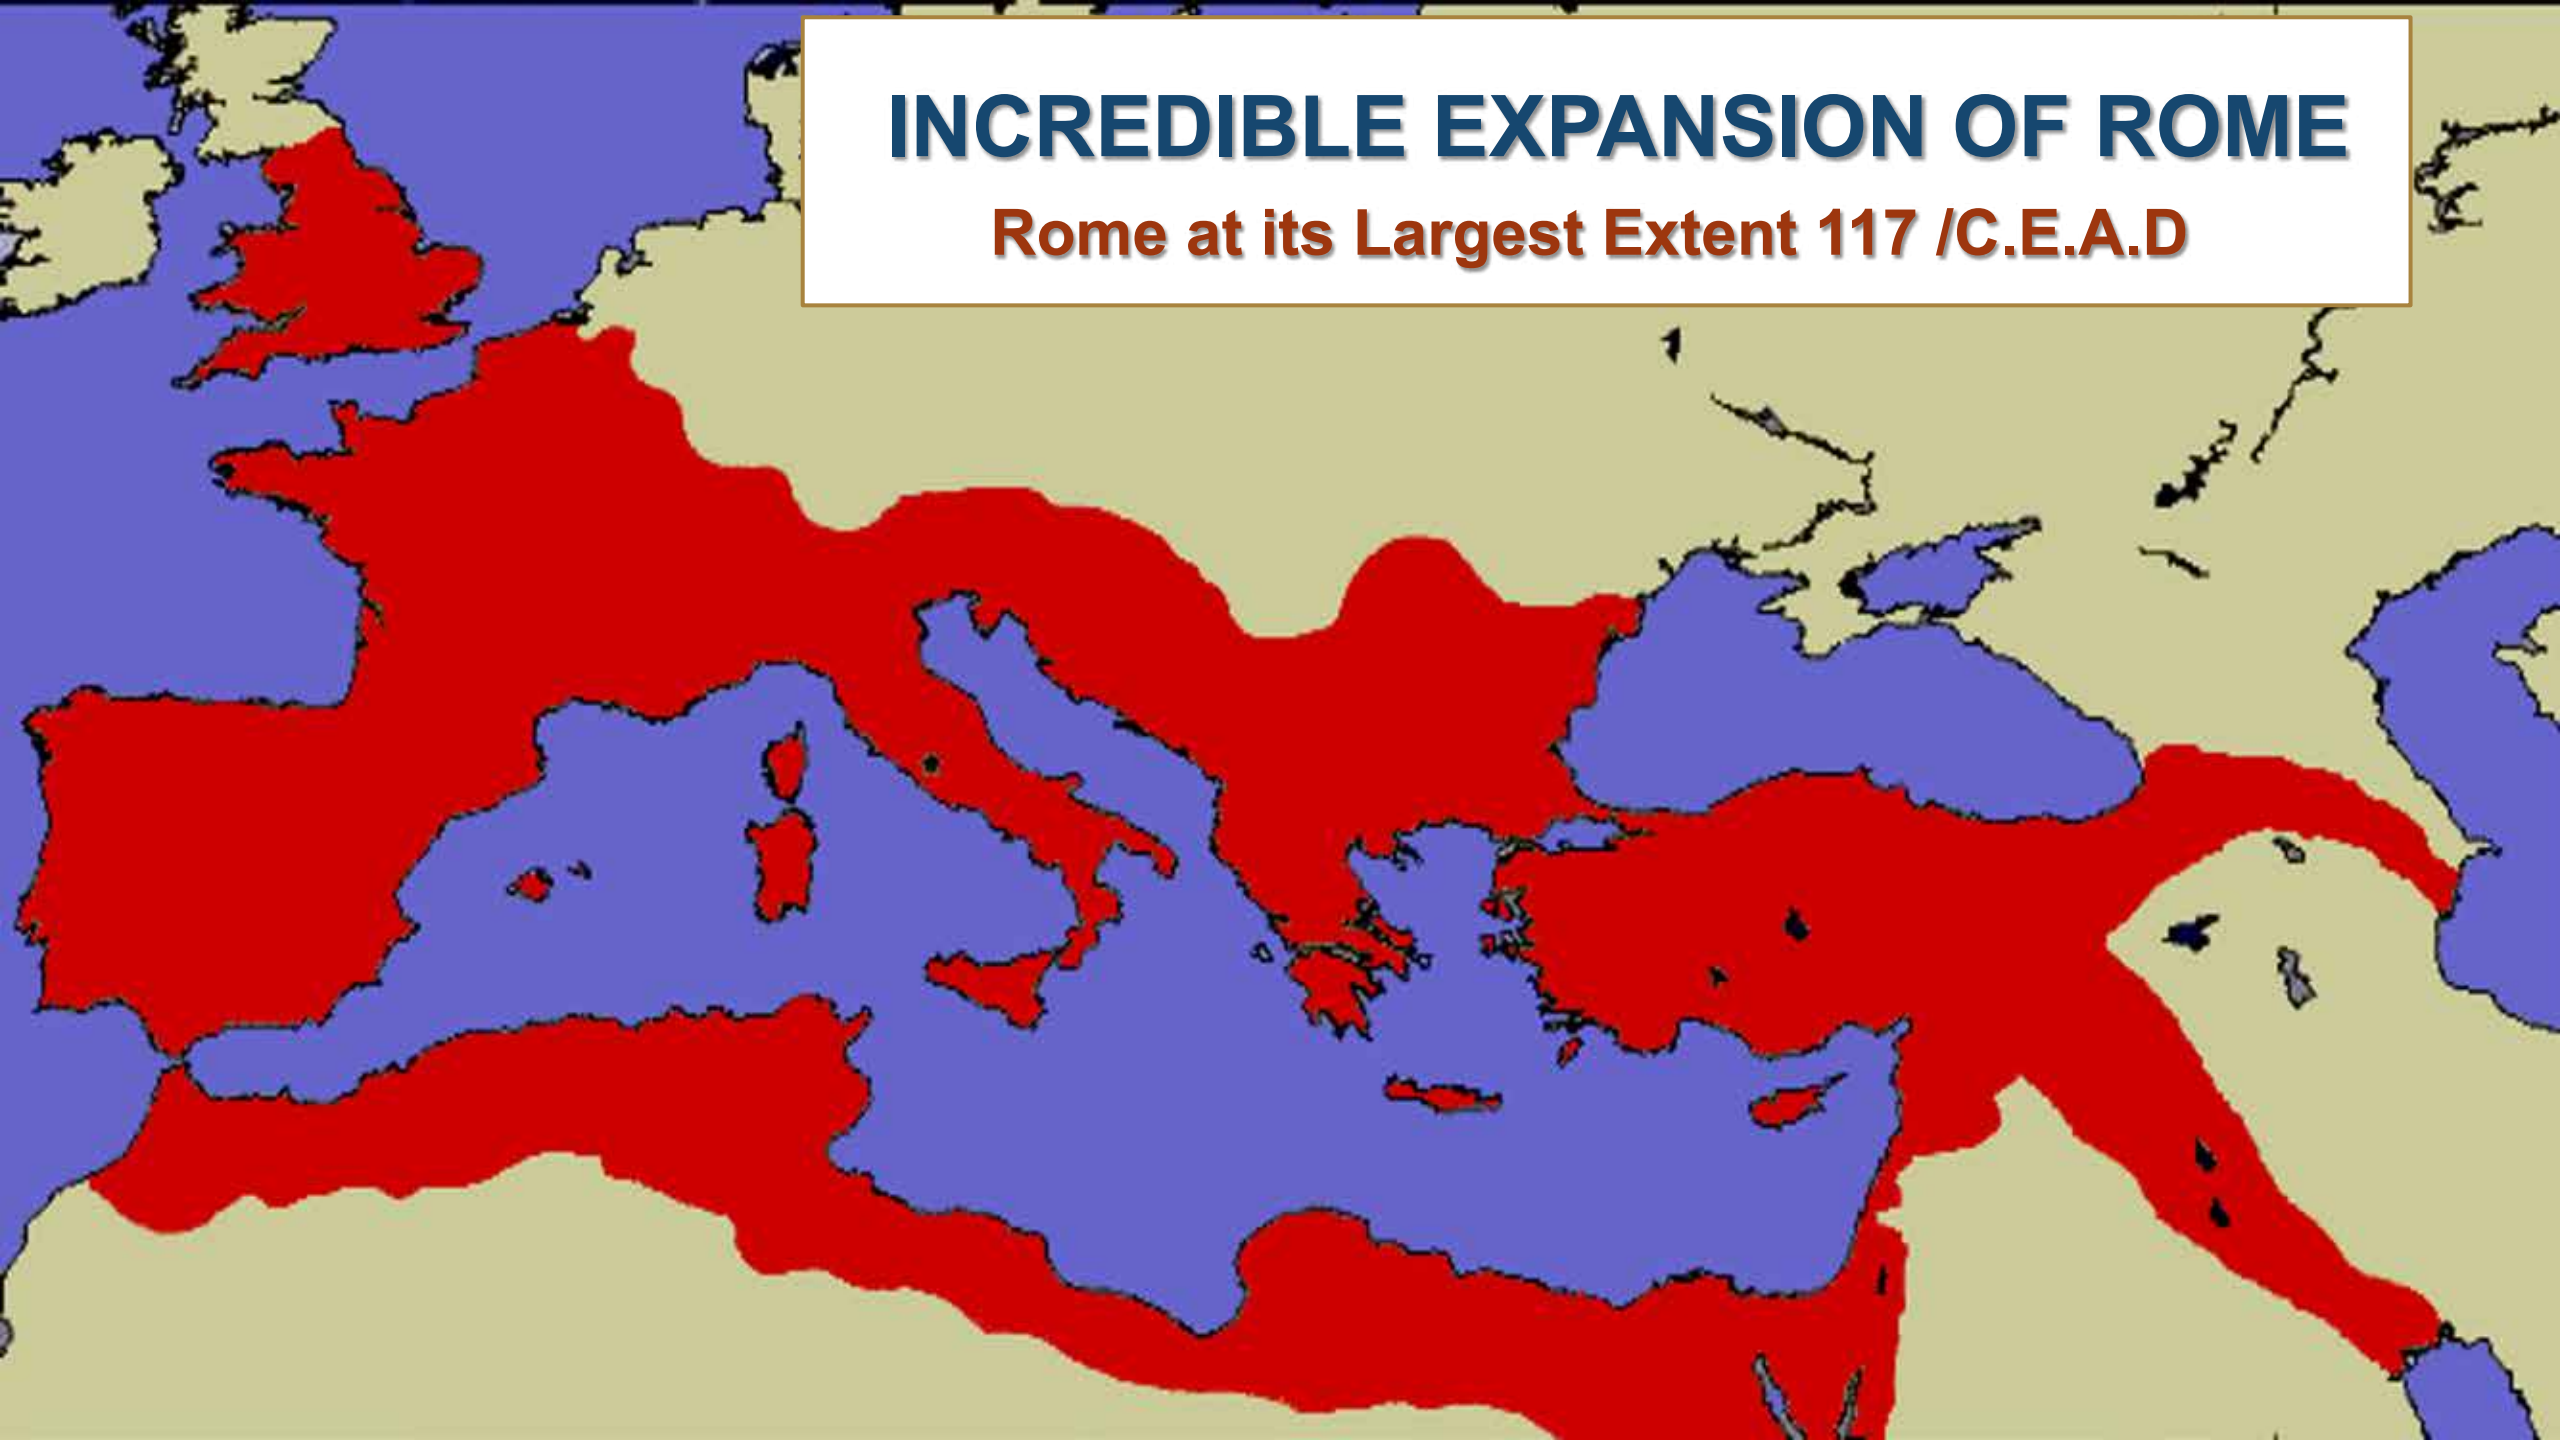 INCREDIBLE EXPANSION OF ROME
Rome at its Largest Extent 117 /C.E.A.D